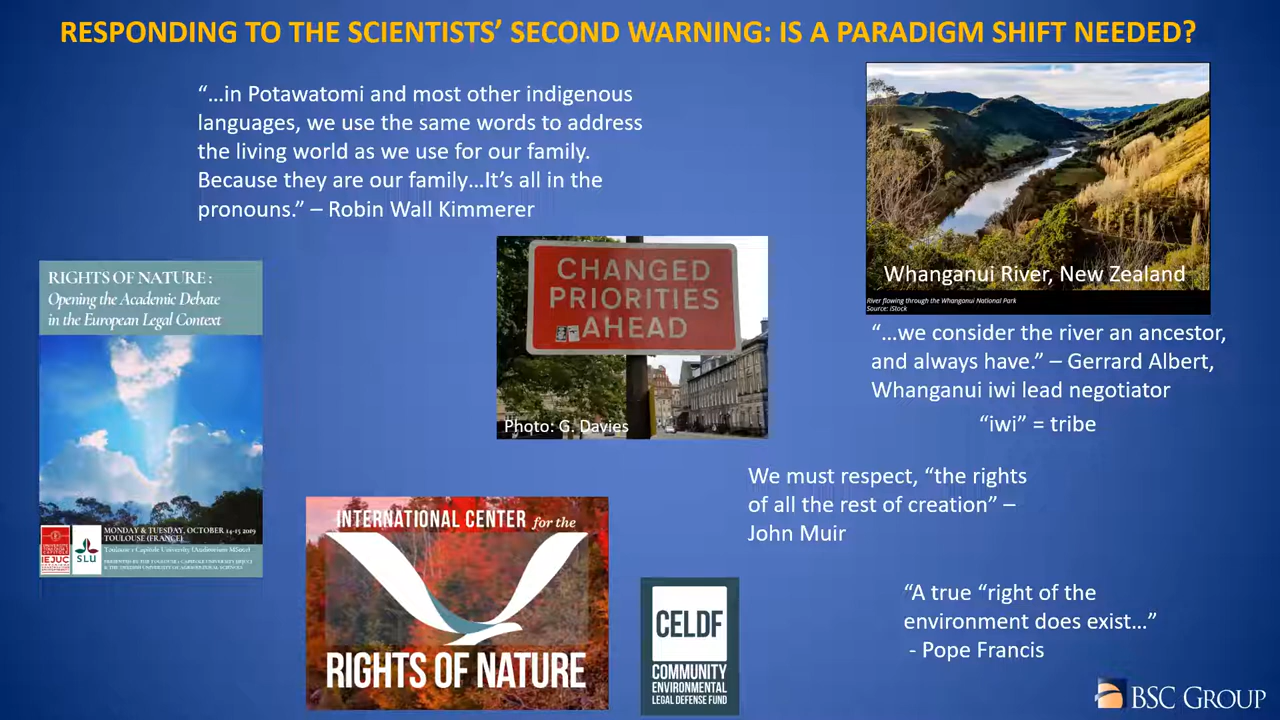 RESPONDING TO THE SCIENTISTS’ SECOND WARNING: IS A PARADIGM SHIFT NEEDED?
“…in Potawatomi and most other indigenous
languages, we use the same words to address
the living world as we use for our family.
Because they are our family…It’s all in the
pronouns.” – Robin Wall Kimmerer
Whanganui River, New Zealand
River flowing through the Whanganui National Park
Source: iStock
“…we consider the river an ancestor,
and always have.” – Gerrard Albert,
Whanganui iwi lead negotiator
“iwi” = tribe
RIGHTS OF NATURE :
Opening the Academic Debate
in the European Legal Context
MONDAY & TUESDAY, OCTOBER 14-15 2019
TOULOUSE (FRANCE)
Toulouse 1 Capitole University
IEJUC
SLU
CHANGED
PRIORITIES
AHEAD
Photo: G. Davies
We must respect, “the rights
of all the rest of creation” –
John Muir
INTERNATIONAL CENTER for the
RIGHTS OF NATURE
CELDF
COMMUNITY
ENVIRONMENTAL
LEGAL DEFENSE FUND
“A true “right of the
environment does exist…”
- Pope Francis
BSC GROUP